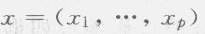 x = (x₁, ⋯, xₚ)